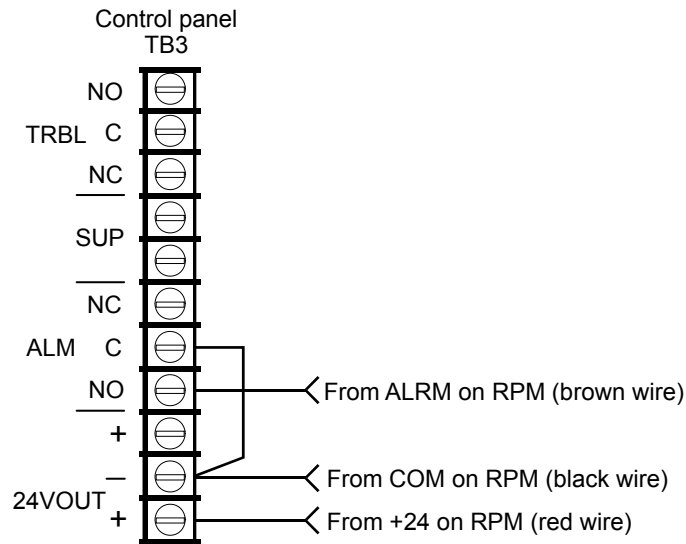 Control panel
TB3
NO
TRBL C
NC
SUP
NC
ALM C
NO From ALRM on RPM (brown wire)
+
– From COM on RPM (black wire)
24VOUT
+ From +24 on RPM (red wire)